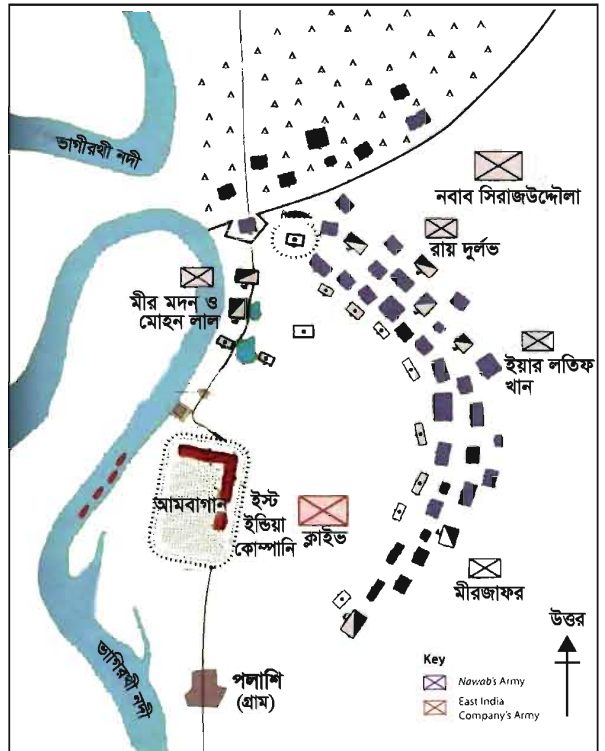 ভাগীরথী নদী
নবাব সিরাজউদ্দৌলা
রায় দুর্লভ
মীর মদন ও
মোহন লাল
ইয়ার লতিফ
খান
আমবাগান
ইস্ট
ইন্ডিয়া
কোম্পানি
ক্লাইভ
মীরজাফর
উত্তর
ভাগিরথী নদী
পলাশি
(গ্রাম)
Key
Nawab's Army
East India
Company's Army